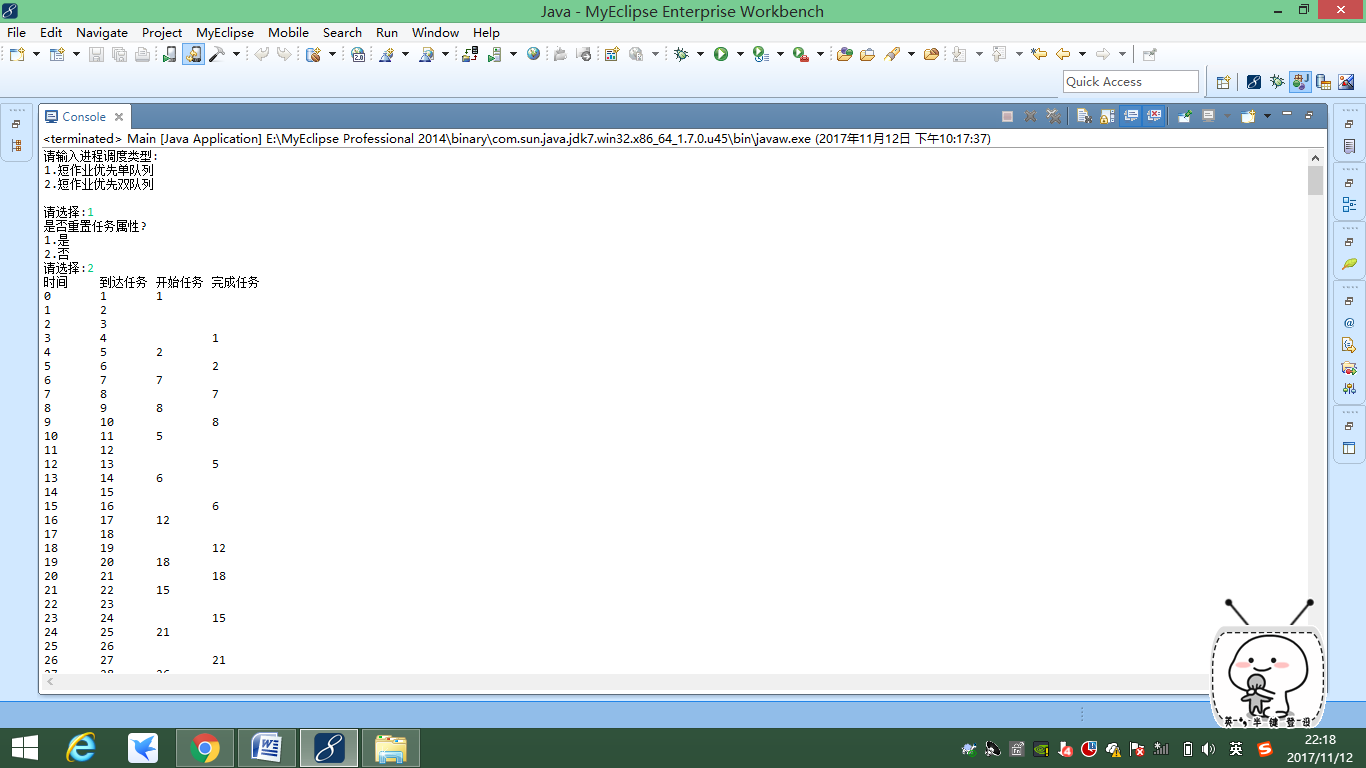 Java - MyEclipse Enterprise Workbench
File Edit Navigate Project MyEclipse Mobile Search Run Window Help
Quick Access
Console
<terminated> Main [Java Application] E:\MyEclipse Professional 2014\binary\com.sun.java.jdk7.win32.x86_64_1.7.0.u45\bin\javaw.exe (2017年11月12日 下午10:17:37)
请输入进程调度类型:
1.短作业优先单队列
2.短作业优先双队列
请选择:1
是否重置任务属性?
1.是
2.否
请选择:2
时间 到达任务 开始任务 完成任务
0 1 1
1 2
2 3
3 4 1
4 5 2
5 6 2
6 7 7
7 8 7
8 9 8
9 10 8
10 11 5
11 12
12 13 5
13 14 6
14 15
15 16 6
16 17 12
17 18
18 19 12
19 20 18
20 21 18
21 22 15
22 23
23 24 15
24 25 21
25 26
26 27 21
27 28 26
英 半 键 登 设
英
22:18
2017/11/12